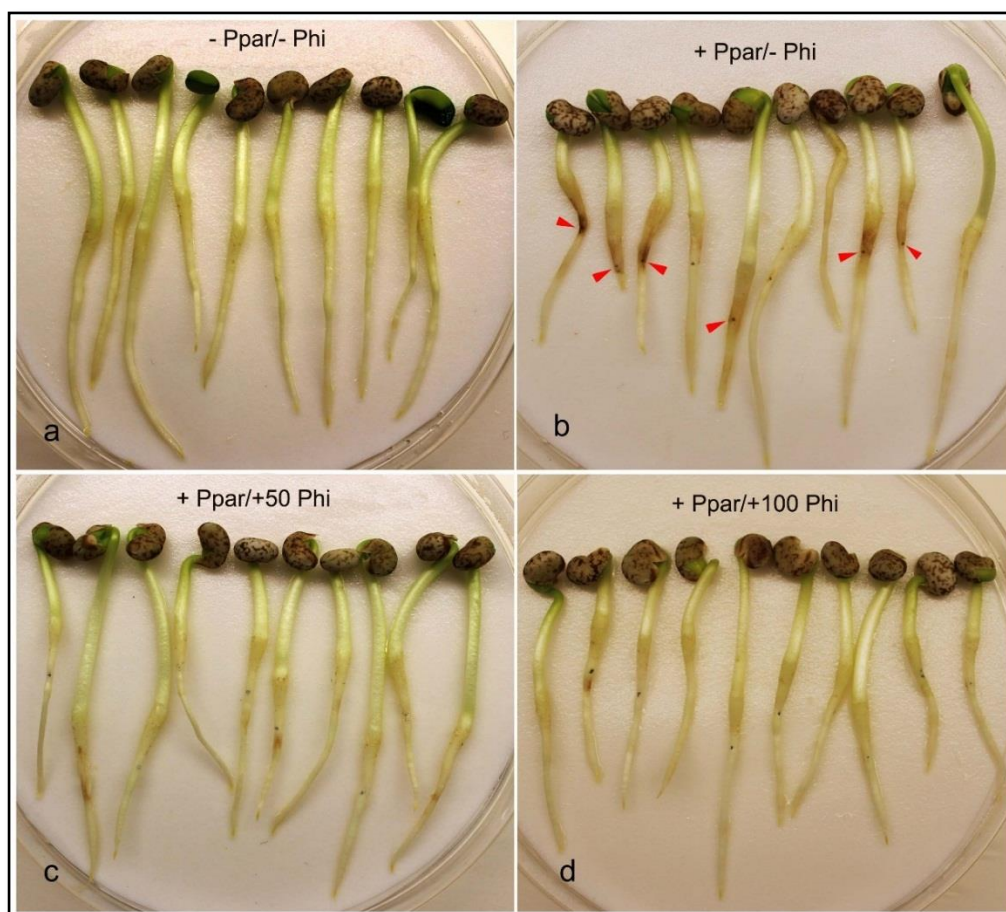 - Ppar/- Phi
a
+ Ppar/- Phi
b
+ Ppar/+50 Phi
c
+ Ppar/+100 Phi
d